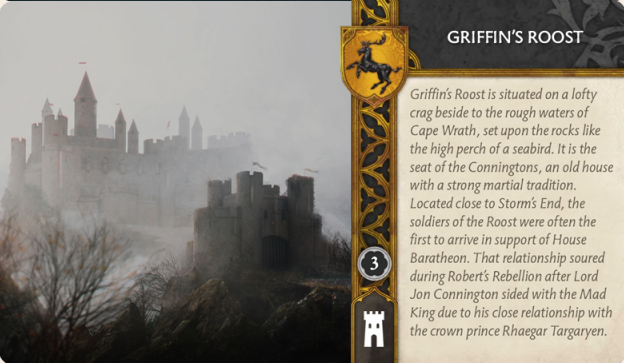 GRIFFIN'S ROOST
Griffin's Roost is situated on a lofty
crag beside to the rough waters of
Cape Wrath, set upon the rocks like
the high perch of a seabird. It is the
seat of the Conningtons, an old house
with a strong martial tradition.
Located close to Storm's End, the
soldiers of the Roost were often the
first to arrive in support of House
Baratheon. That relationship soured
during Robert's Rebellion after Lord
Jon Connington sided with the Mad
King due to his close relationship with
the crown prince Rhaegar Targaryen.
3